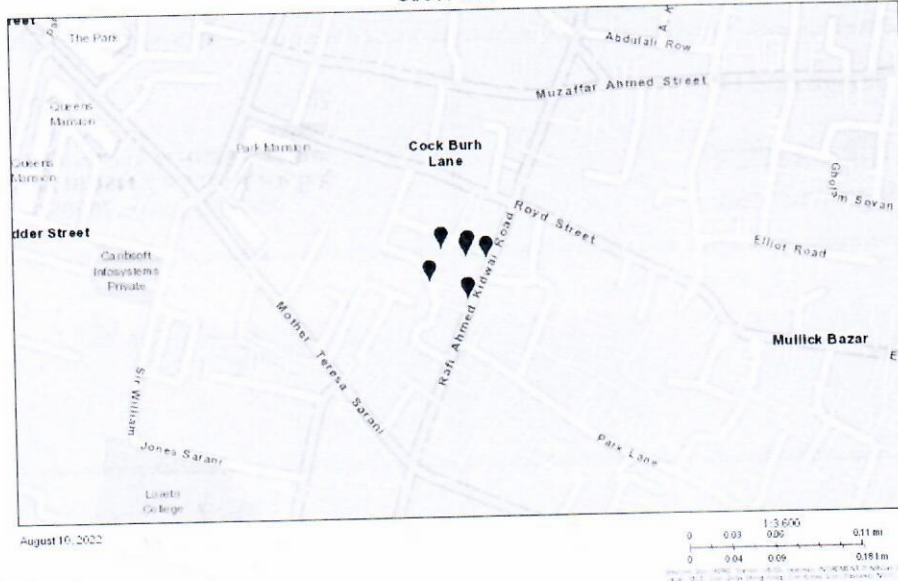 reet
The Park
Abdulali Row
Muzaffar Ahmed Street
Queens
Mansion
Park Mansion
Cock Burh
Lane
Queens
Mansion
Gholam Sovan
Royd Street
dder Street
Elliot Road
Canbsoft
Infosystems
Private
Rafi Ahmed Kidwai Road
Mother Teresa Sarani
Mullick Bazar
E
Sir William
Jones Sarani
Park Lane
Loreto
College
August 10, 2022
1:3,600
0 0.03 0.06 0.11 mi
0 0.04 0.09 0.18 km